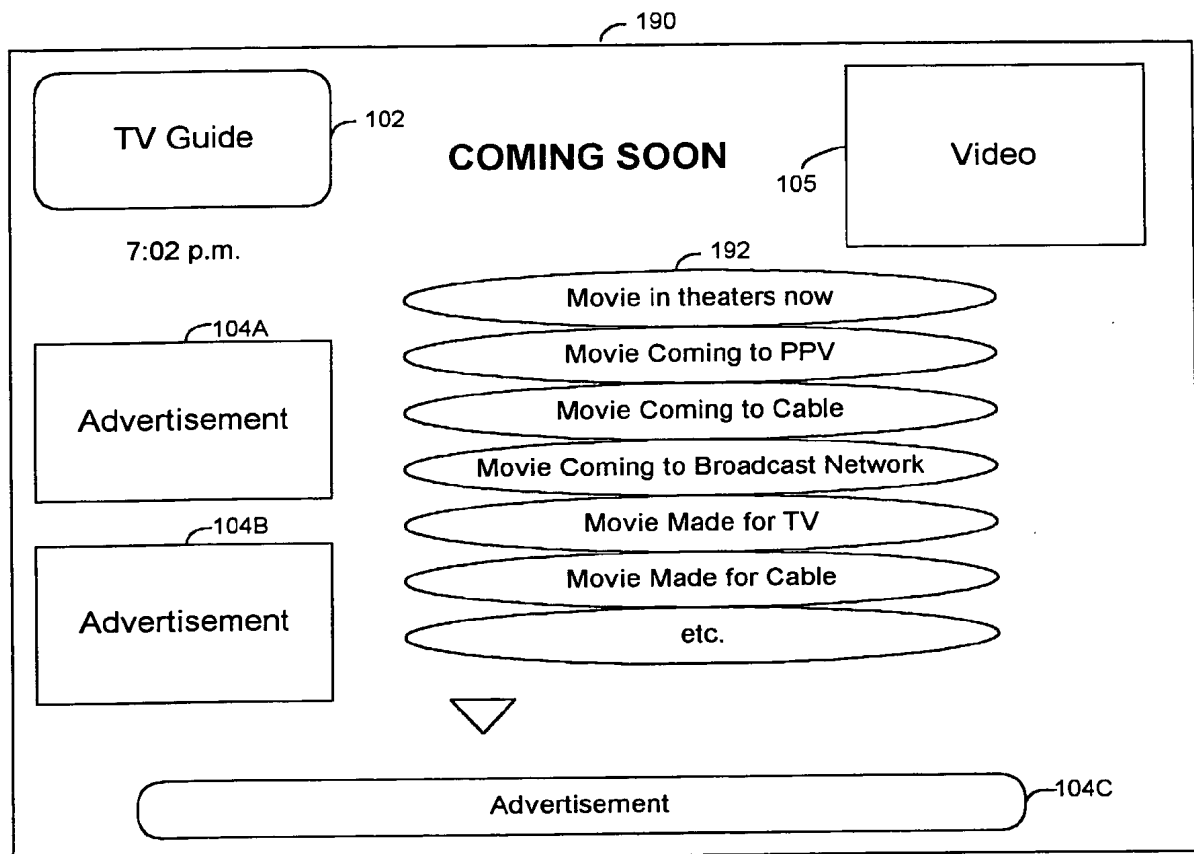 190
TV Guide
102
COMING SOON
105
Video
7:02 p.m.
192
Movie in theaters now
Movie Coming to PPV
Movie Coming to Cable
Movie Coming to Broadcast Network
Movie Made for TV
Movie Made for Cable
etc.
104A
Advertisement
104B
Advertisement
Advertisement
104C